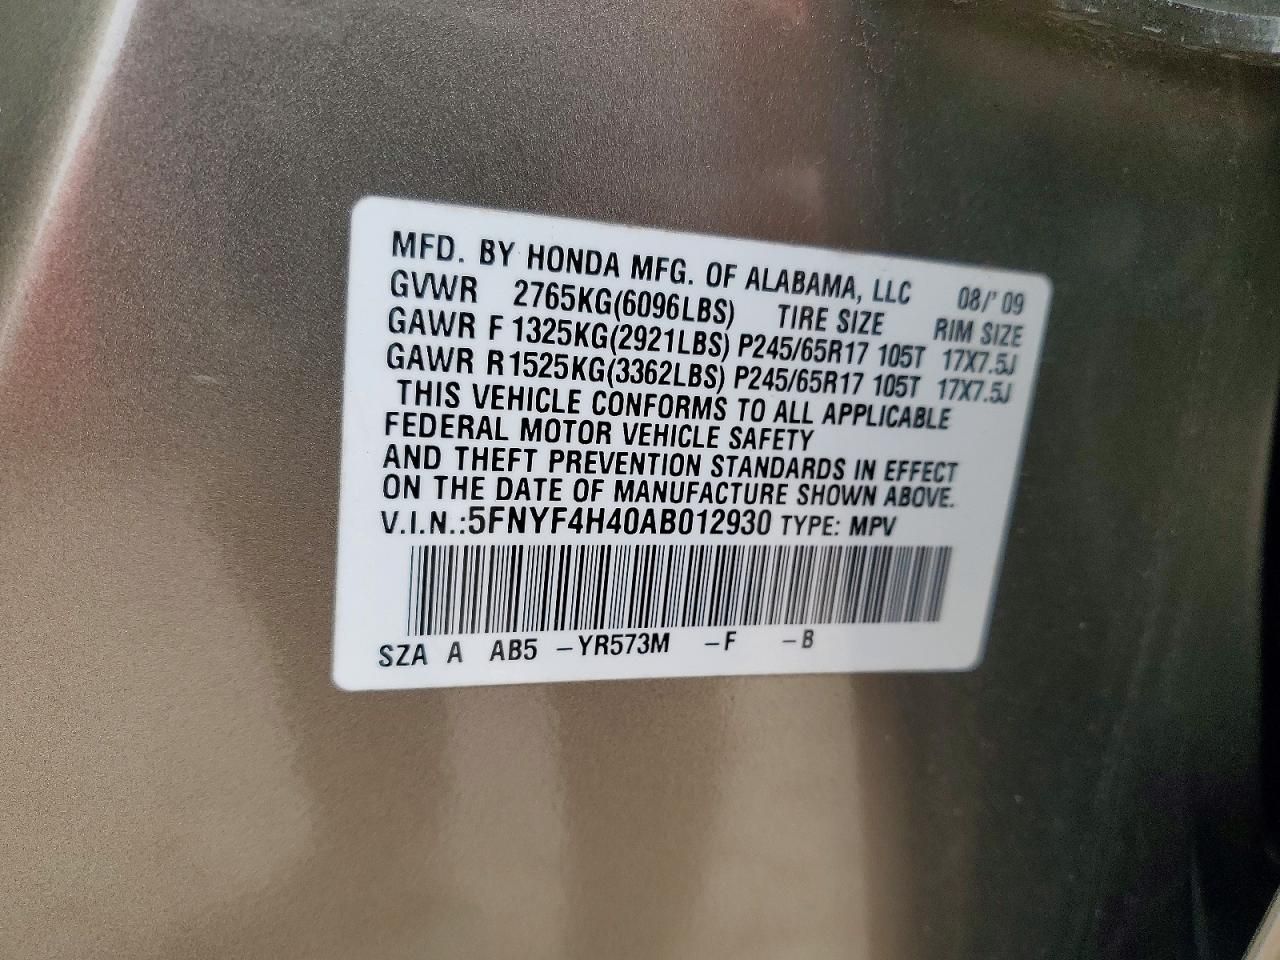 MFD. BY HONDA MFG. OF ALABAMA, LLC 08/'09
GVWR 2765KG(6096LBS) TIRE SIZE RIM SIZE
GAWR F 1325KG(2921LBS) P245/65R17 105T 17X7.5J
GAWR R 1525KG(3362LBS) P245/65R17 105T 17X7.5J
THIS VEHICLE CONFORMS TO ALL APPLICABLE
FEDERAL MOTOR VEHICLE SAFETY
AND THEFT PREVENTION STANDARDS IN EFFECT
ON THE DATE OF MANUFACTURE SHOWN ABOVE.
V.I.N.:5FNYF4H40AB012930 TYPE: MPV
SZA A AB5 -YR573M -F -B